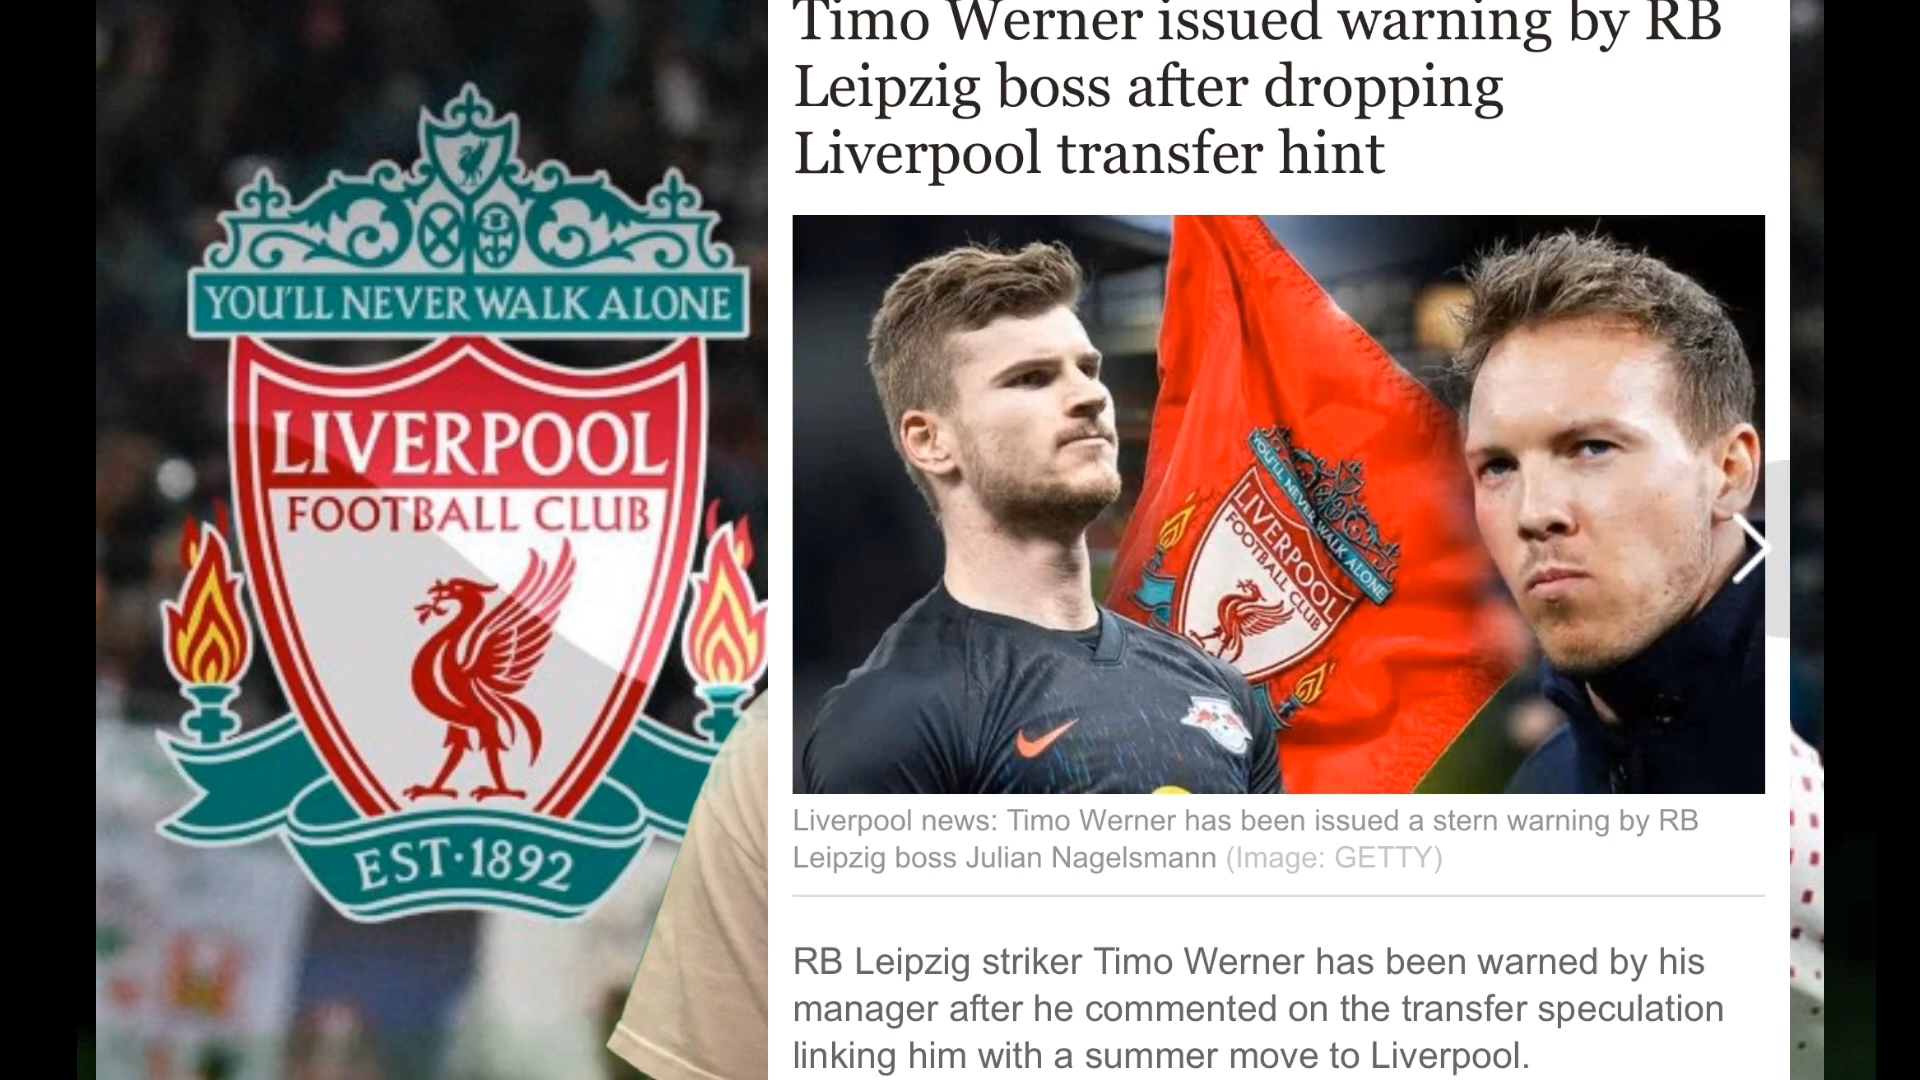 YOU'LL NEVER WALK ALONE
LIVERPOOL
FOOTBALL CLUB
EST·1892
Timo Werner issued warning by RB
Leipzig boss after dropping
Liverpool transfer hint
YOU'LL NEVER WALK ALONE
LIVERPOOL
FOOTBALL CLUB
Liverpool news: Timo Werner has been issued a stern warning by RB
Leipzig boss Julian Nagelsmann (Image: GETTY)
RB Leipzig striker Timo Werner has been warned by his
manager after he commented on the transfer speculation
linking him with a summer move to Liverpool.